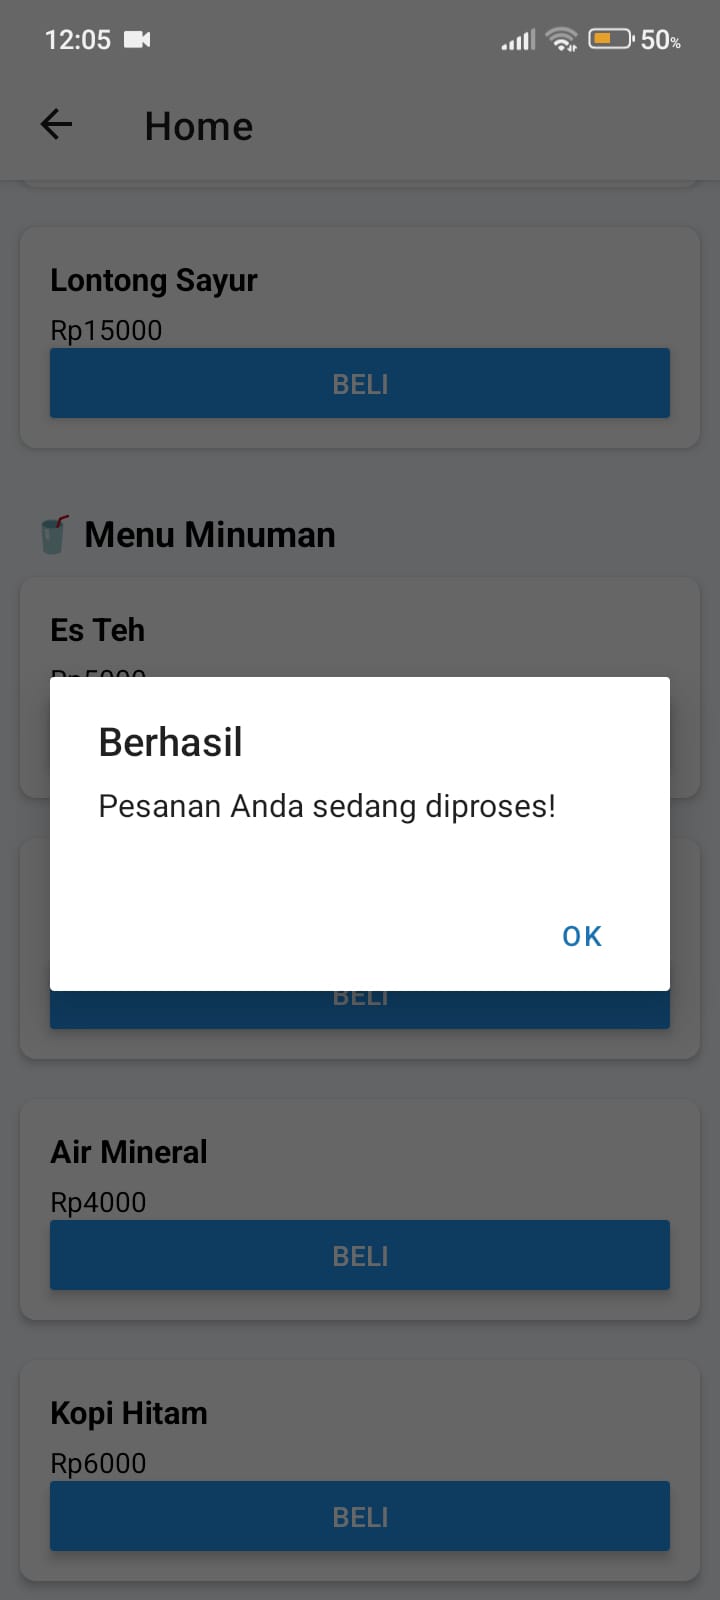 12:05 50%
Home
Lontong Sayur
Rp15000
BELI
Menu Minuman
Es Teh
Rp5000
Berhasil
Pesanan Anda sedang diproses!
OK
BELI
Air Mineral
Rp4000
BELI
Kopi Hitam
Rp6000
BELI